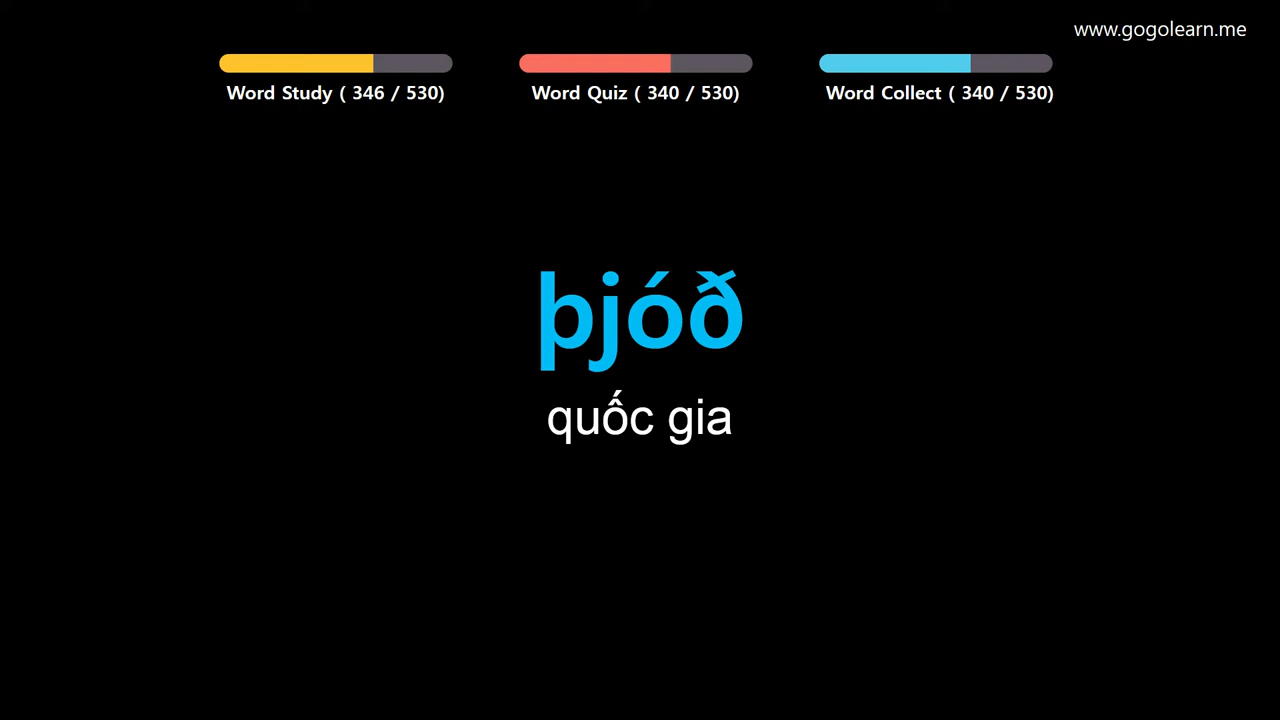 www.gogolearn.me
Word Study ( 346 / 530)
Word Quiz ( 340 / 530)
Word Collect ( 340 / 530)
þjóð
quốc gia